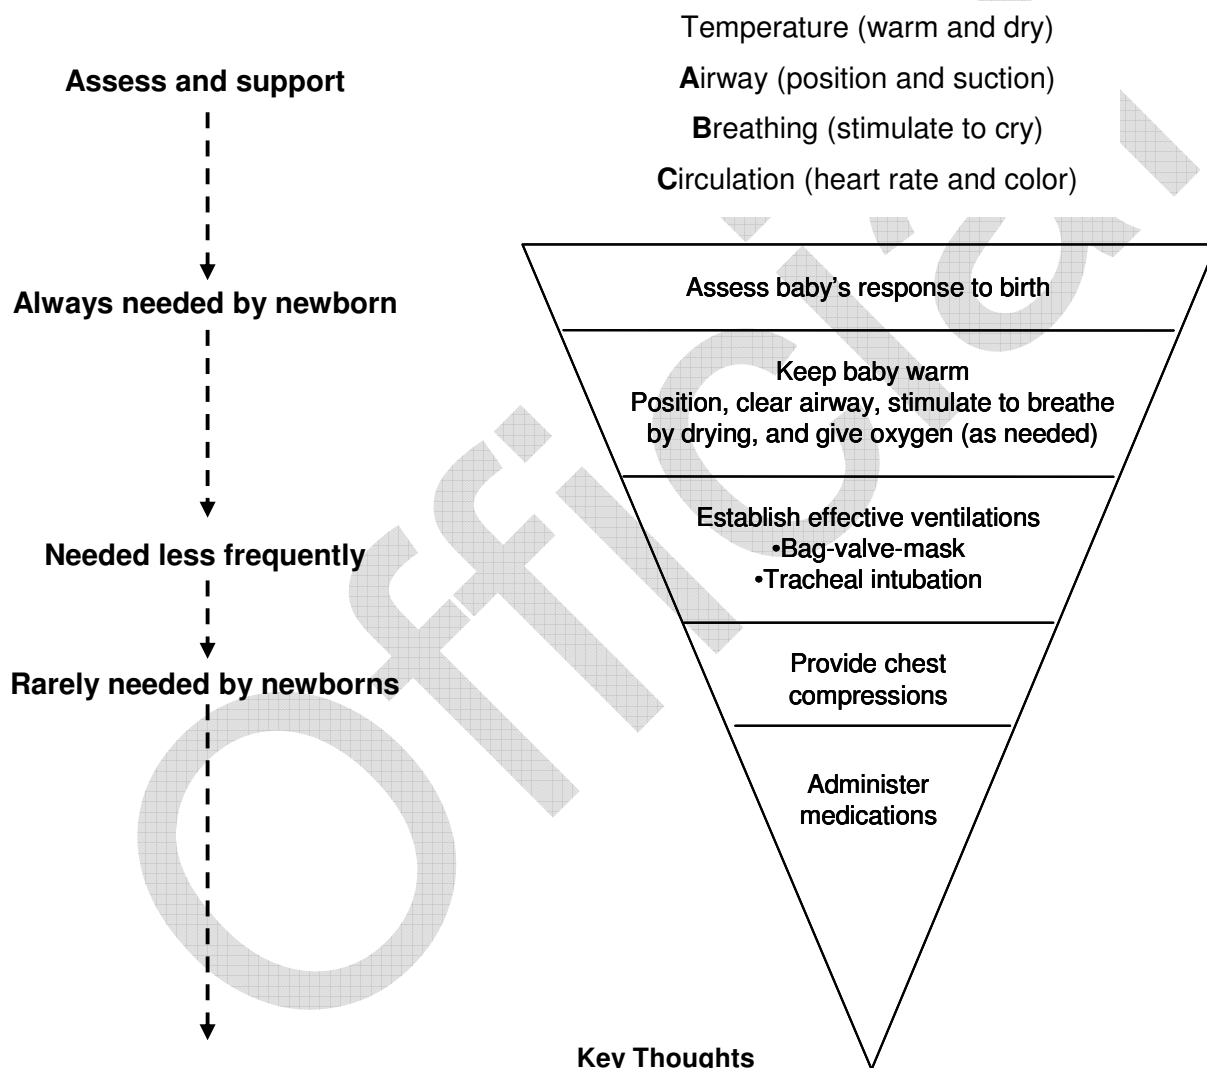 Temperature (warm and dry)
Assess and support
Airway (position and suction)
Breathing (stimulate to cry)
Circulation (heart rate and color)
Always needed by newborn
Assess baby's response to birth
Keep baby warm
Position, clear airway, stimulate to breathe
by drying, and give oxygen (as needed)
Needed less frequently
Establish effective ventilations
•Bag-valve-mask
•Tracheal intubation
Rarely needed by newborns
Provide chest
compressions
Administer
medications
Key Thoughts
Official